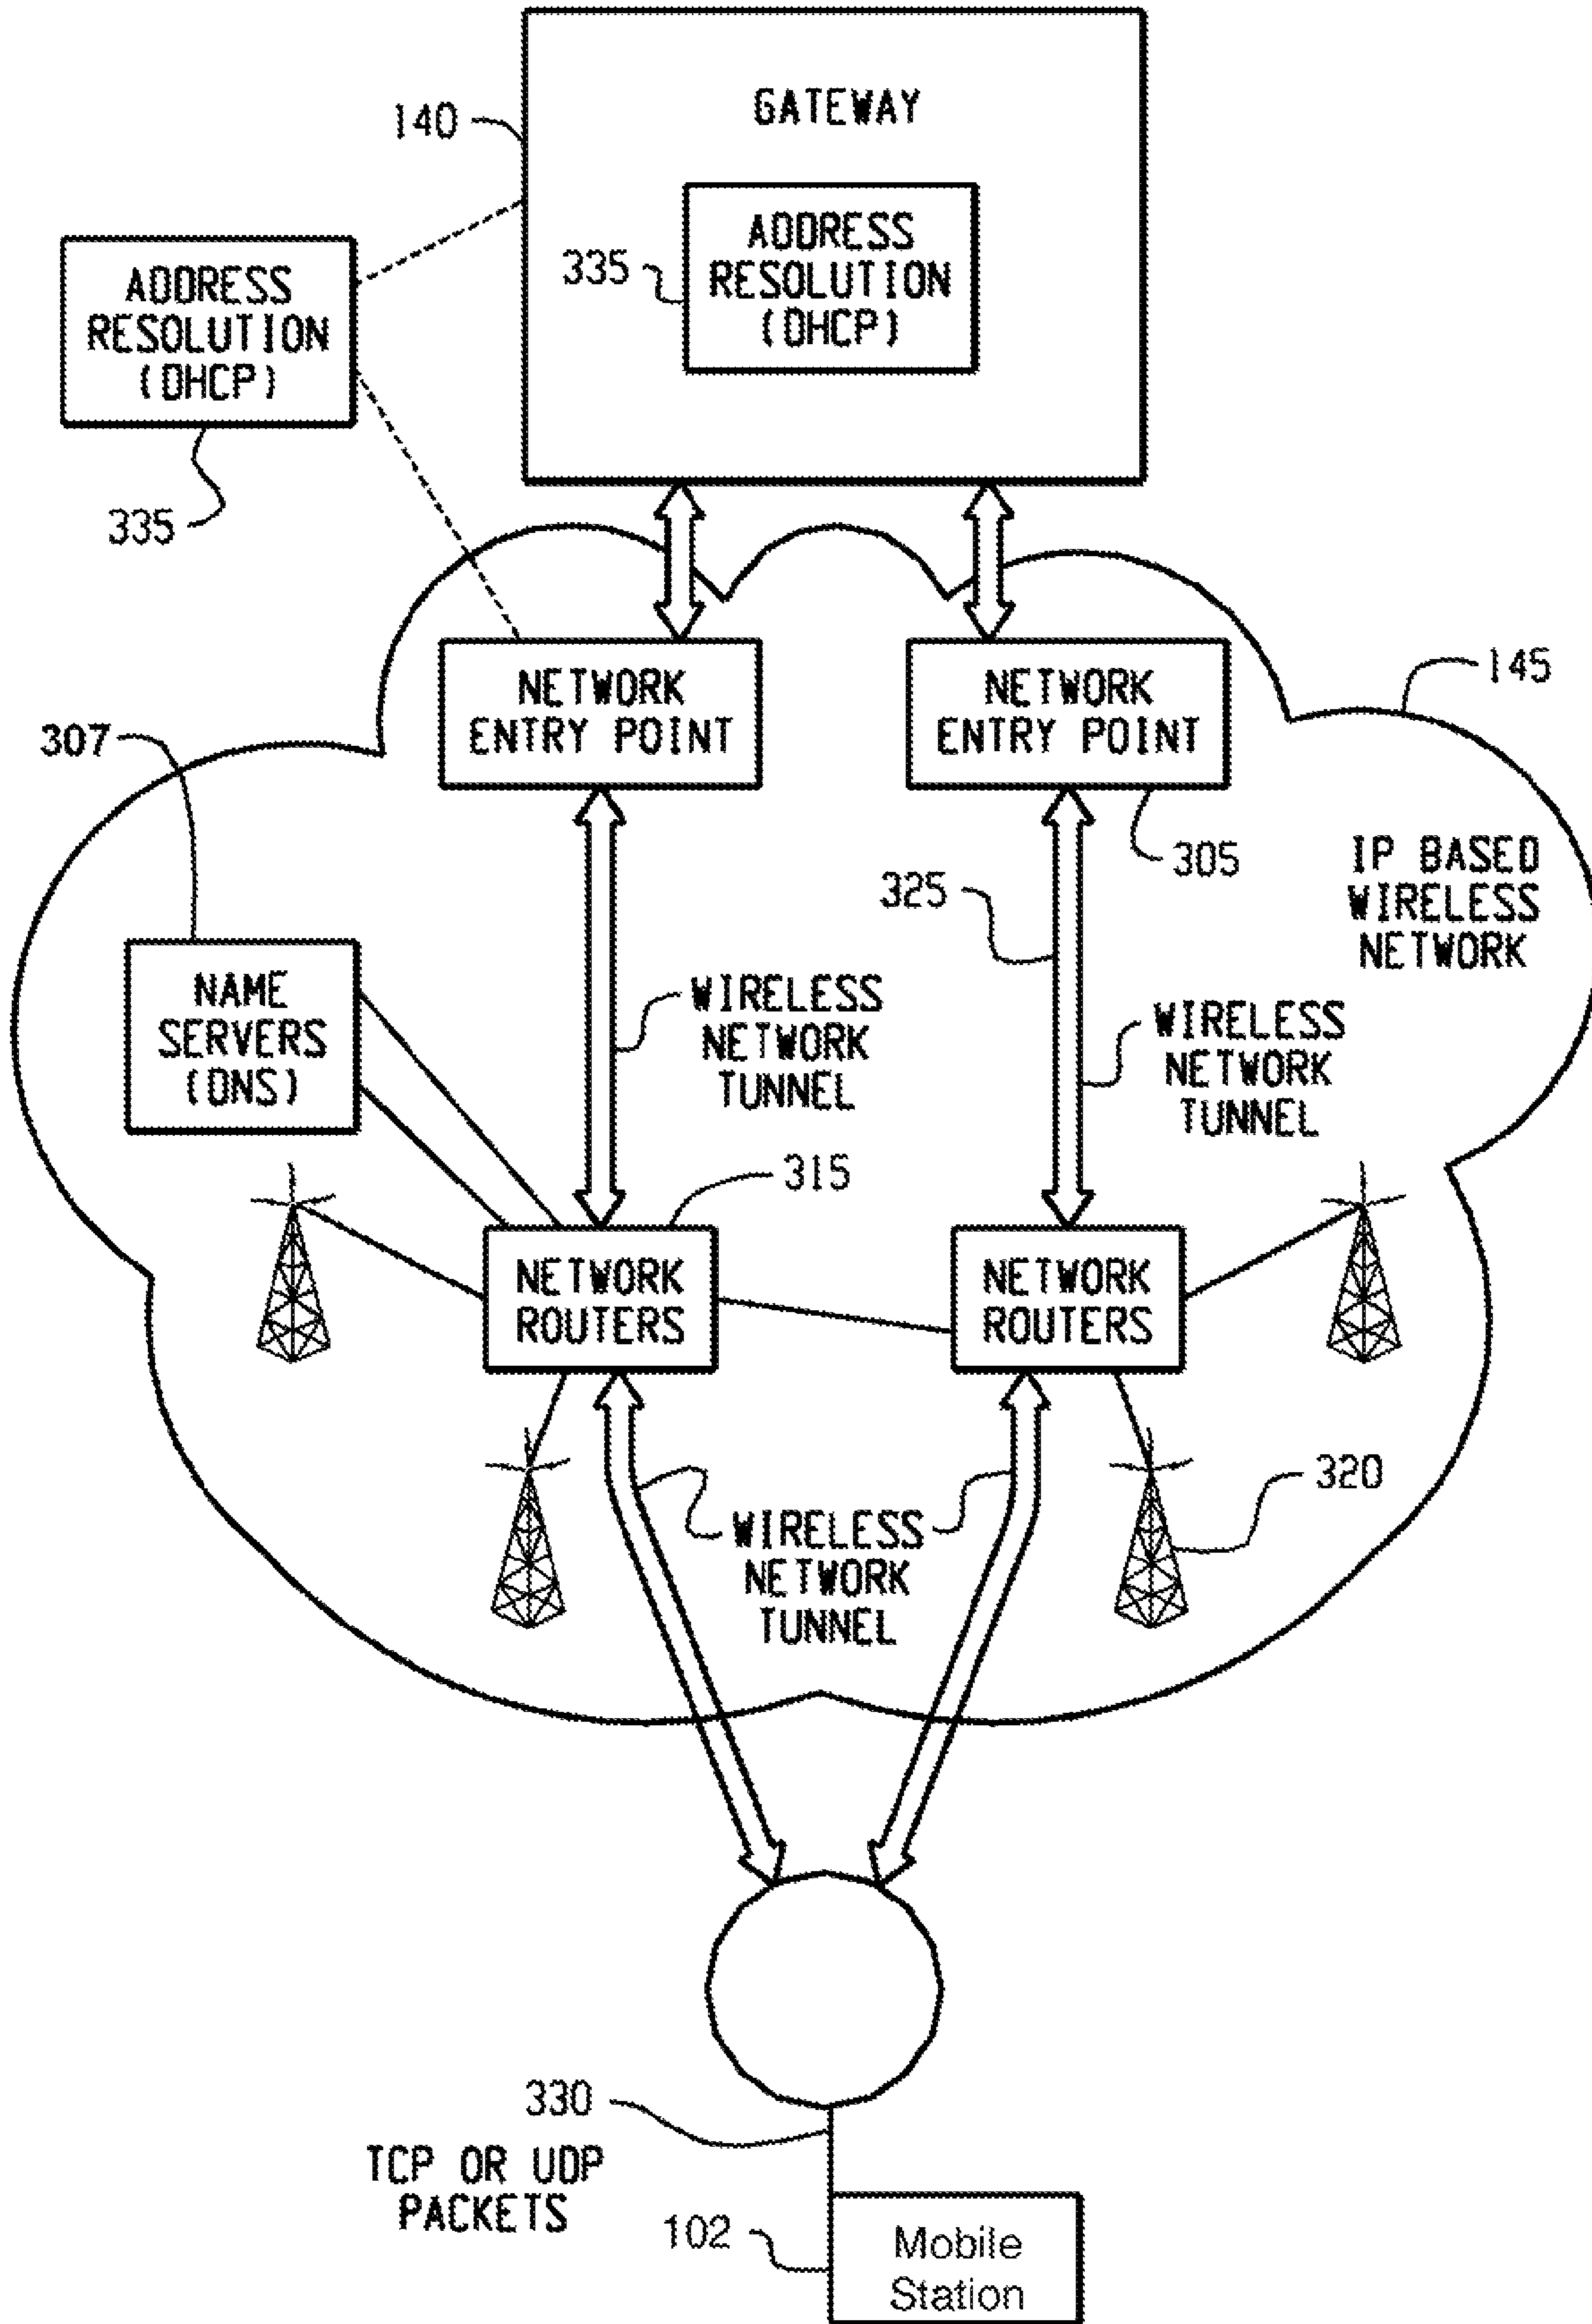 GATEWAY
140
ADDRESS
RESOLUTION
(DHCP)
335
ADDRESS
RESOLUTION
(DHCP)
335
NETWORK
ENTRY POINT
NETWORK
ENTRY POINT
145
307
305
IP BASED
WIRELESS
NETWORK
325
NAME
SERVERS
(DNS)
WIRELESS
NETWORK
TUNNEL
WIRELESS
NETWORK
TUNNEL
315
NETWORK
ROUTERS
NETWORK
ROUTERS
320
WIRELESS
NETWORK
TUNNEL
330
TCP OR UDP
PACKETS
102
Mobile
Station